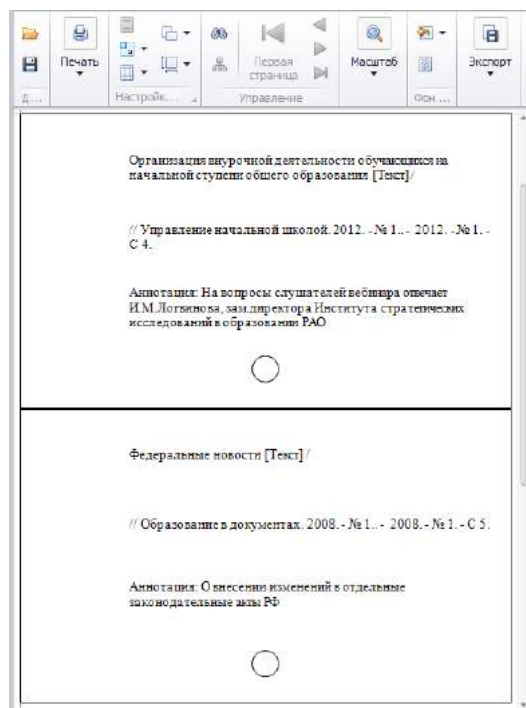 Печать
Первая страница
Масштаб
Экспорт
Д...
Настройк...
Управление
Фон ...
Организация внурочной деятельности обучающихся на
начальной ступени общего образования [Текст]/
// Управление начальной школой. 2012. - № 1.. - 2012. - № 1. -
С 4.
Аннотация: На вопросы слушателей вебинара отвечает
И.М.Логвинова, зам.директора Института стратегических
исследований в образовании РАО
Федеральные новости [Текст] /
// Образование в документах. 2008. - № 1.. - 2008. - № 1. - С 5.
Аннотация: О внесении изменений в отдельные
законодательные акты РФ